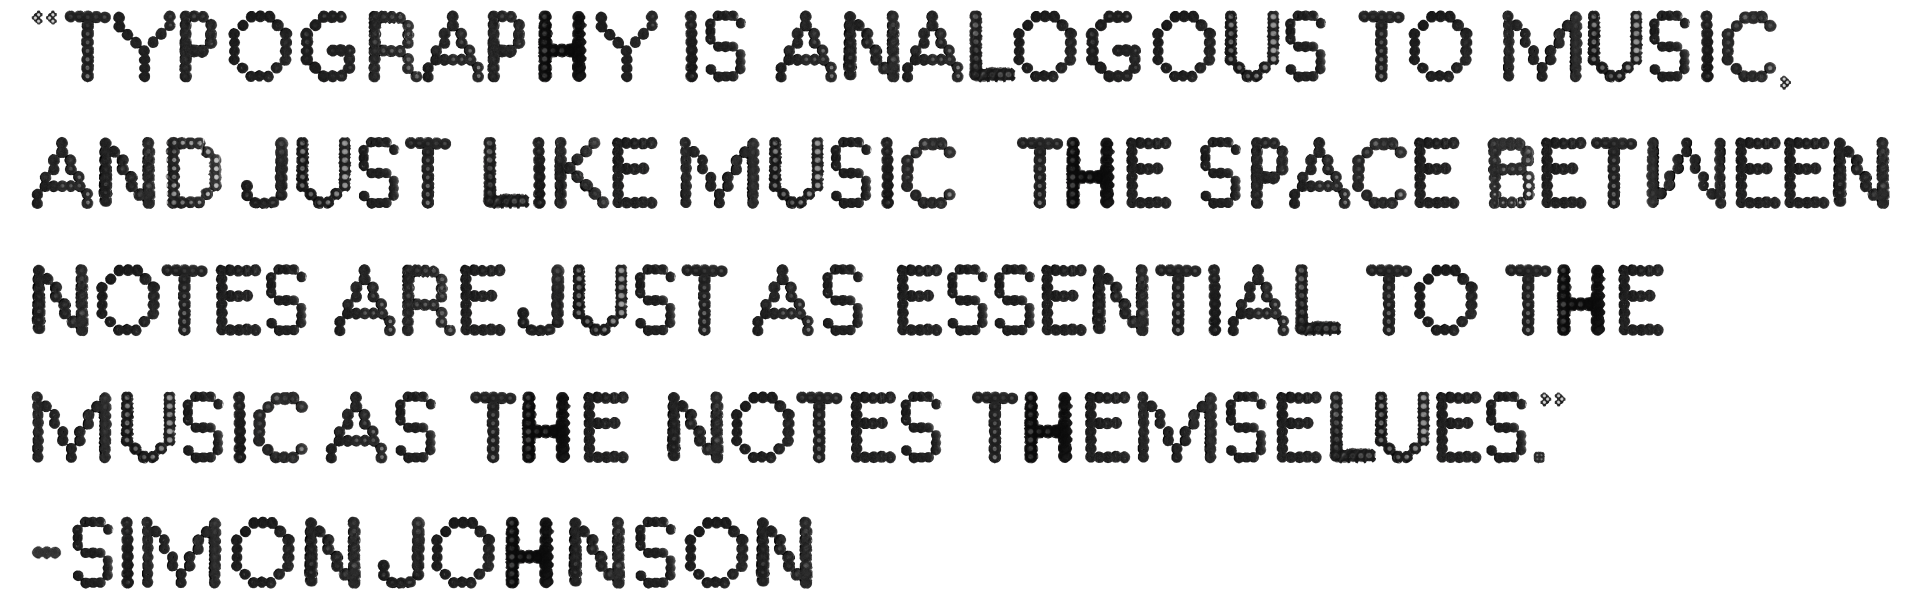 “TYPOGRAPHY IS ANALOGOUS TO MUSIC,
AND JUST LIKE MUSIC THE SPACE BETWEEN
NOTES ARE JUST AS ESSENTIAL TO THE
MUSIC AS THE NOTES THEMSELVES.”
-SIMON JOHNSON